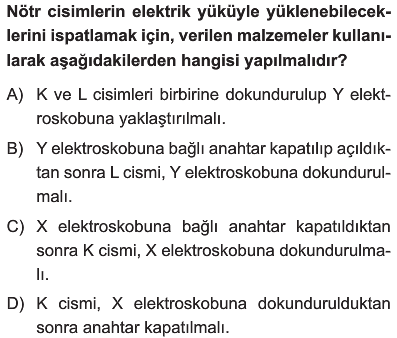 Nötr cisimlerin elektrik yüküyle yüklenebilecek-
lerini ispatlamak için, verilen malzemeler kullanı-
larak aşağıdakilerden hangisi yapılmalıdır?
A) K ve L cisimleri birbirine dokundurulup Y elekt-
roskobuna yaklaştırılmalı.
B) Y elektroskobuna bağlı anahtar kapatılıp açıldık-
tan sonra L cismi, Y elektroskobuna dokundurul-
malı.
C) X elektroskobuna bağlı anahtar kapatıldıktan
sonra K cismi, X elektroskobuna dokundurulma-
lı.
D) K cismi, X elektroskobuna dokundurulduktan
sonra anahtar kapatılmalı.